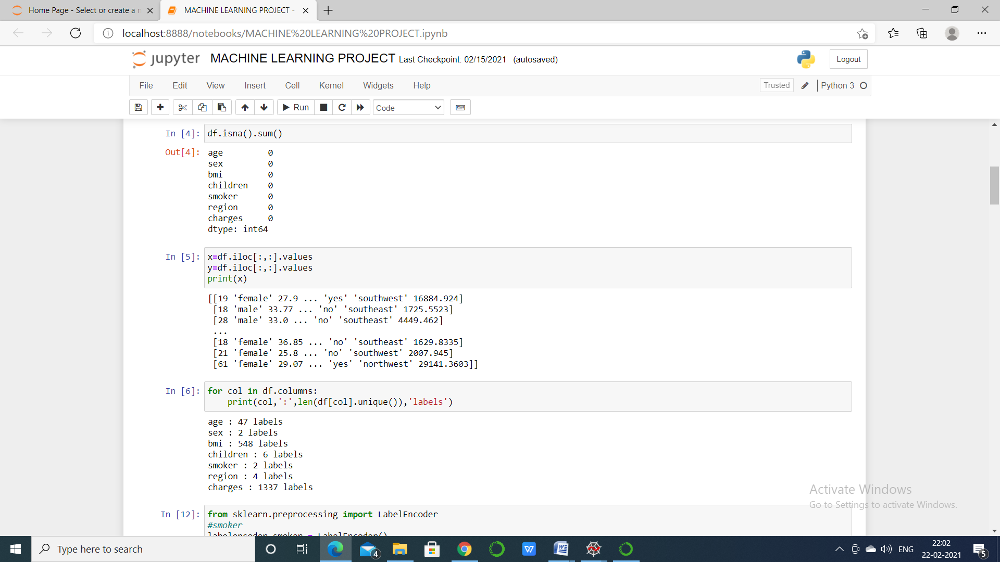 Home Page - Select or create a n
MACHINE LEARNING PROJECT -
localhost:8888/notebooks/MACHINE%20LEARNING%20PROJECT.ipynb
jupyter MACHINE LEARNING PROJECT Last Checkpoint: 02/15/2021 (autosaved)
Logout
File Edit View Insert Cell Kernel Widgets Help
Trusted
Python 3
Run
Code
In [4]: df.isna().sum()
Out[4]: age 0
sex 0
bmi 0
children 0
smoker 0
region 0
charges 0
dtype: int64
In [5]: x=df.iloc[:,:].values
y=df.iloc[:,:].values
print(x)
[[19 'female' 27.9 ... 'yes' 'southwest' 16884.924]
[18 'male' 33.77 ... 'no' 'southeast' 1725.5523]
[28 'male' 33.0 ... 'no' 'southeast' 4449.462]
...
[18 'female' 36.85 ... 'no' 'southeast' 1629.8335]
[21 'female' 25.8 ... 'no' 'southwest' 2007.945]
[61 'female' 29.07 ... 'yes' 'northwest' 29141.3603]]
In [6]: for col in df.columns:
print(col,':',len(df[col].unique()),'labels')
age : 47 labels
sex : 2 labels
bmi : 548 labels
children : 6 labels
smoker : 2 labels
region : 4 labels
charges : 1337 labels
Activate Windows
Go to Settings to activate Windows.
In [12]: from sklearn.preprocessing import LabelEncoder
#smoker
labelencoder_smoker = LabelEncoder()
Type here to search
4
W
ENG
22:02
22-02-2021
5